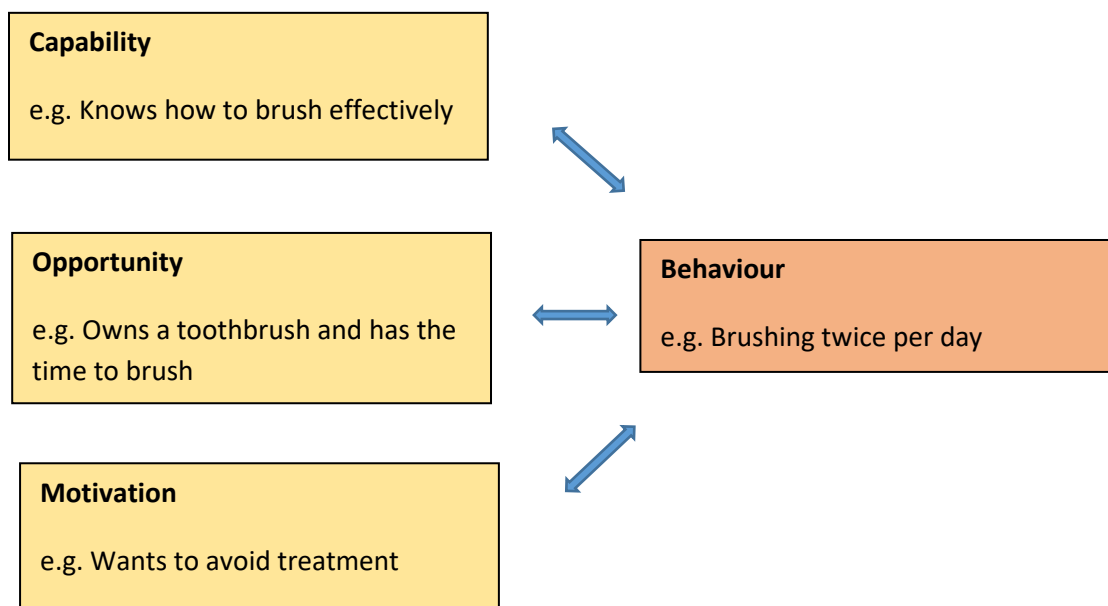 Capability
e.g. Knows how to brush effectively
Opportunity
e.g. Owns a toothbrush and has the
time to brush
Behaviour
e.g. Brushing twice per day
Motivation
e.g. Wants to avoid treatment